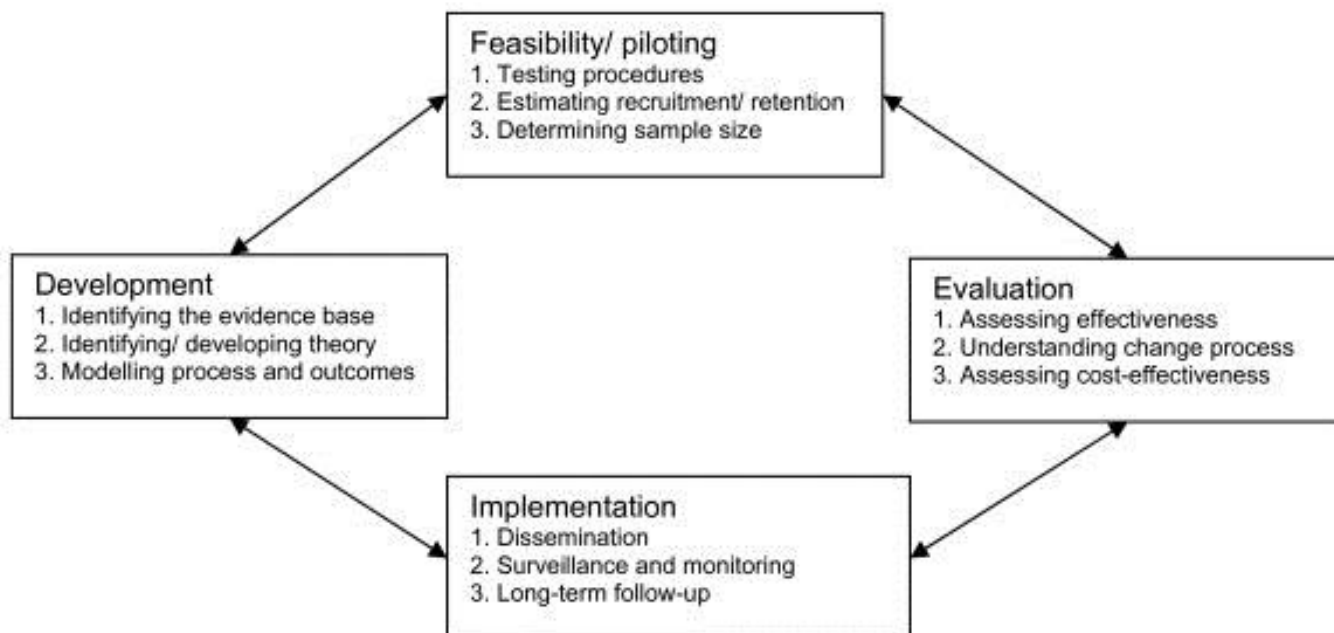 Feasibility/ piloting
1. Testing procedures
2. Estimating recruitment/ retention
3. Determining sample size
Development
1. Identifying the evidence base
2. Identifying/ developing theory
3. Modelling process and outcomes
Evaluation
1. Assessing effectiveness
2. Understanding change process
3. Assessing cost-effectiveness
Implementation
1. Dissemination
2. Surveillance and monitoring
3. Long-term follow-up